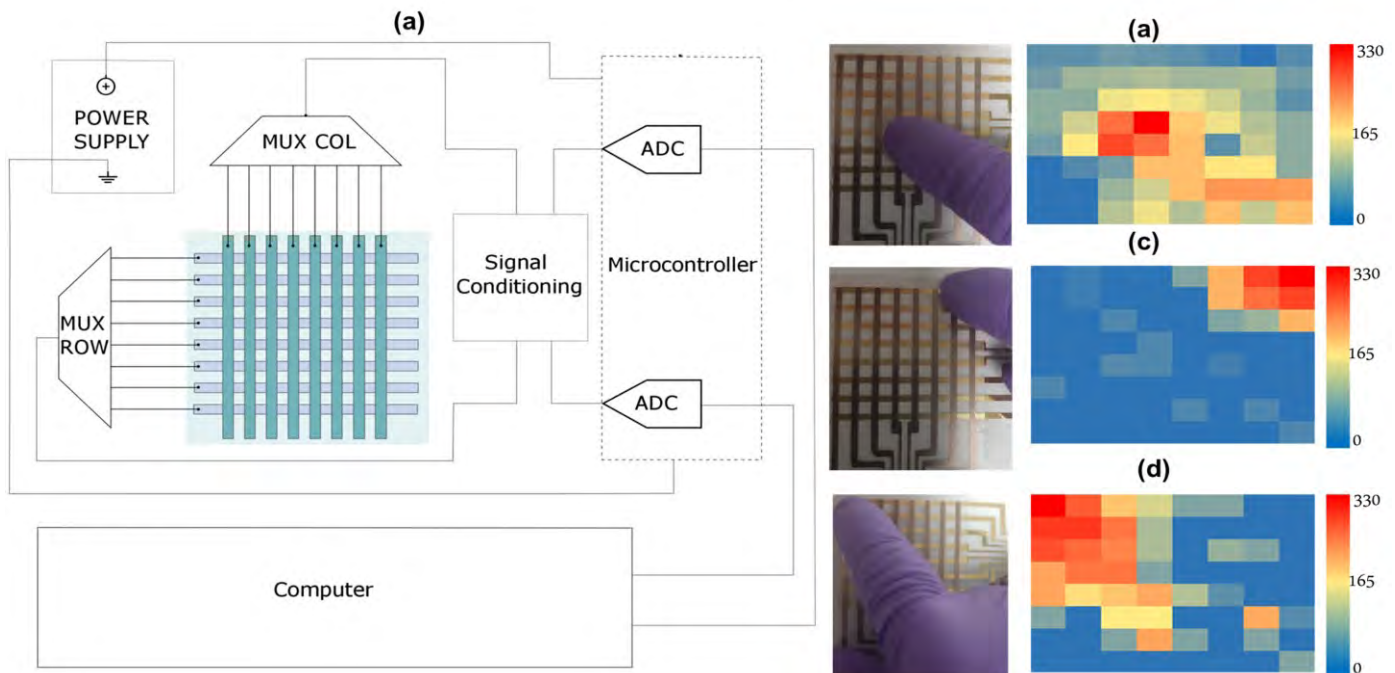 (a)
POWER
SUPPLY
MUX COL
ADC
Signal
Conditioning
Microcontroller
MUX
ROW
ADC
Computer
(a)
330
165
0
(c)
330
165
0
(d)
330
165
0